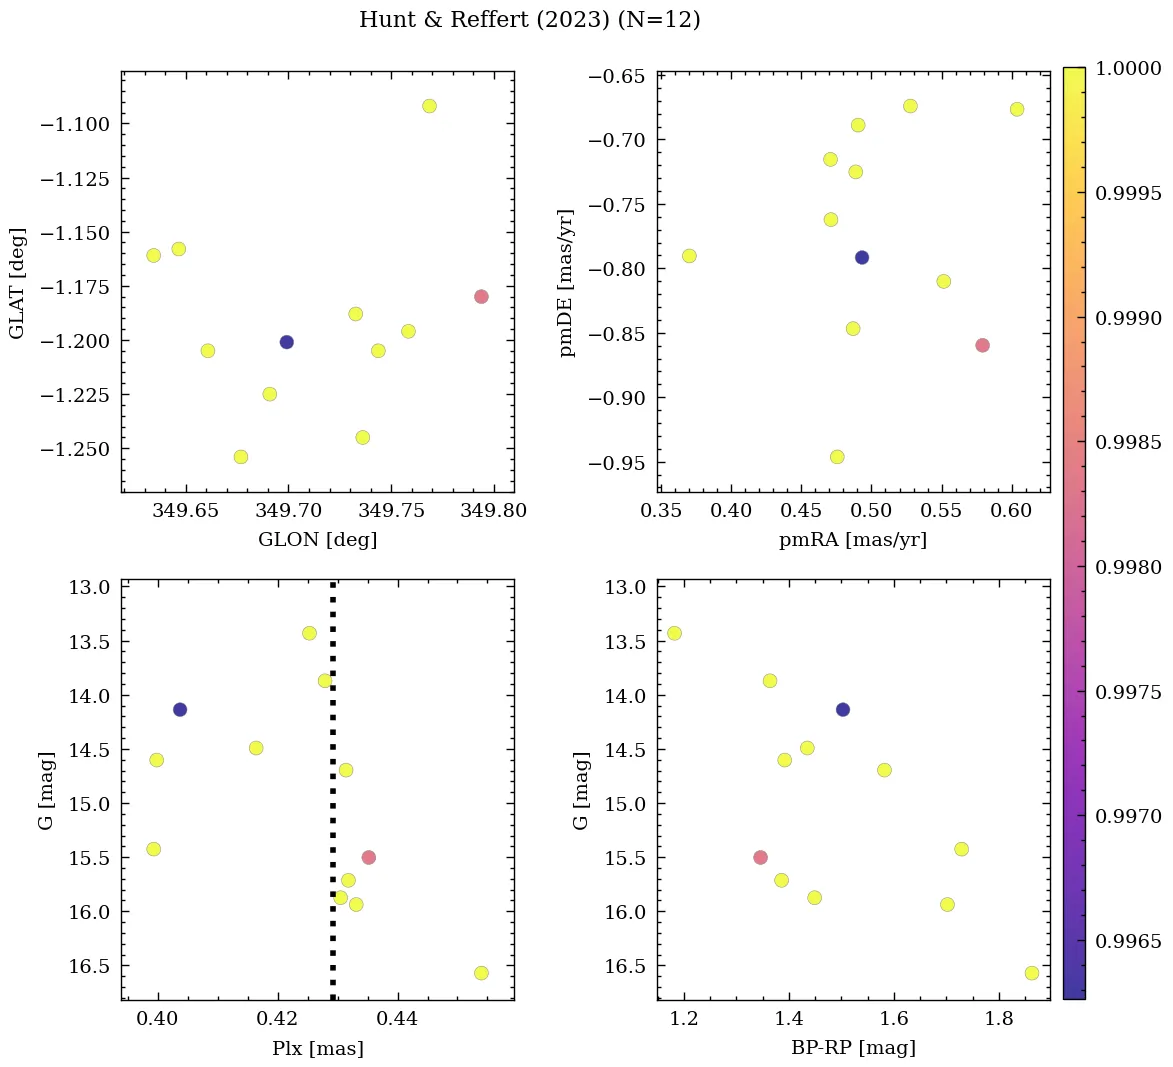 Hunt & Reffert (2023) (N=12)
−1.100
−1.125
−1.150
−1.175
−1.200
−1.225
−1.250
GLAT [deg]
349.65 349.70 349.75 349.80
GLON [deg]
−0.65
−0.70
−0.75
−0.80
−0.85
−0.90
−0.95
pmDE [mas/yr]
0.35 0.40 0.45 0.50 0.55 0.60
pmRA [mas/yr]
13.0
13.5
14.0
14.5
15.0
15.5
16.0
16.5
G [mag]
0.40 0.42 0.44
Plx [mas]
13.0
13.5
14.0
14.5
15.0
15.5
16.0
16.5
G [mag]
1.2 1.4 1.6 1.8
BP-RP [mag]
1.0000
0.9995
0.9990
0.9985
0.9980
0.9975
0.9970
0.9965